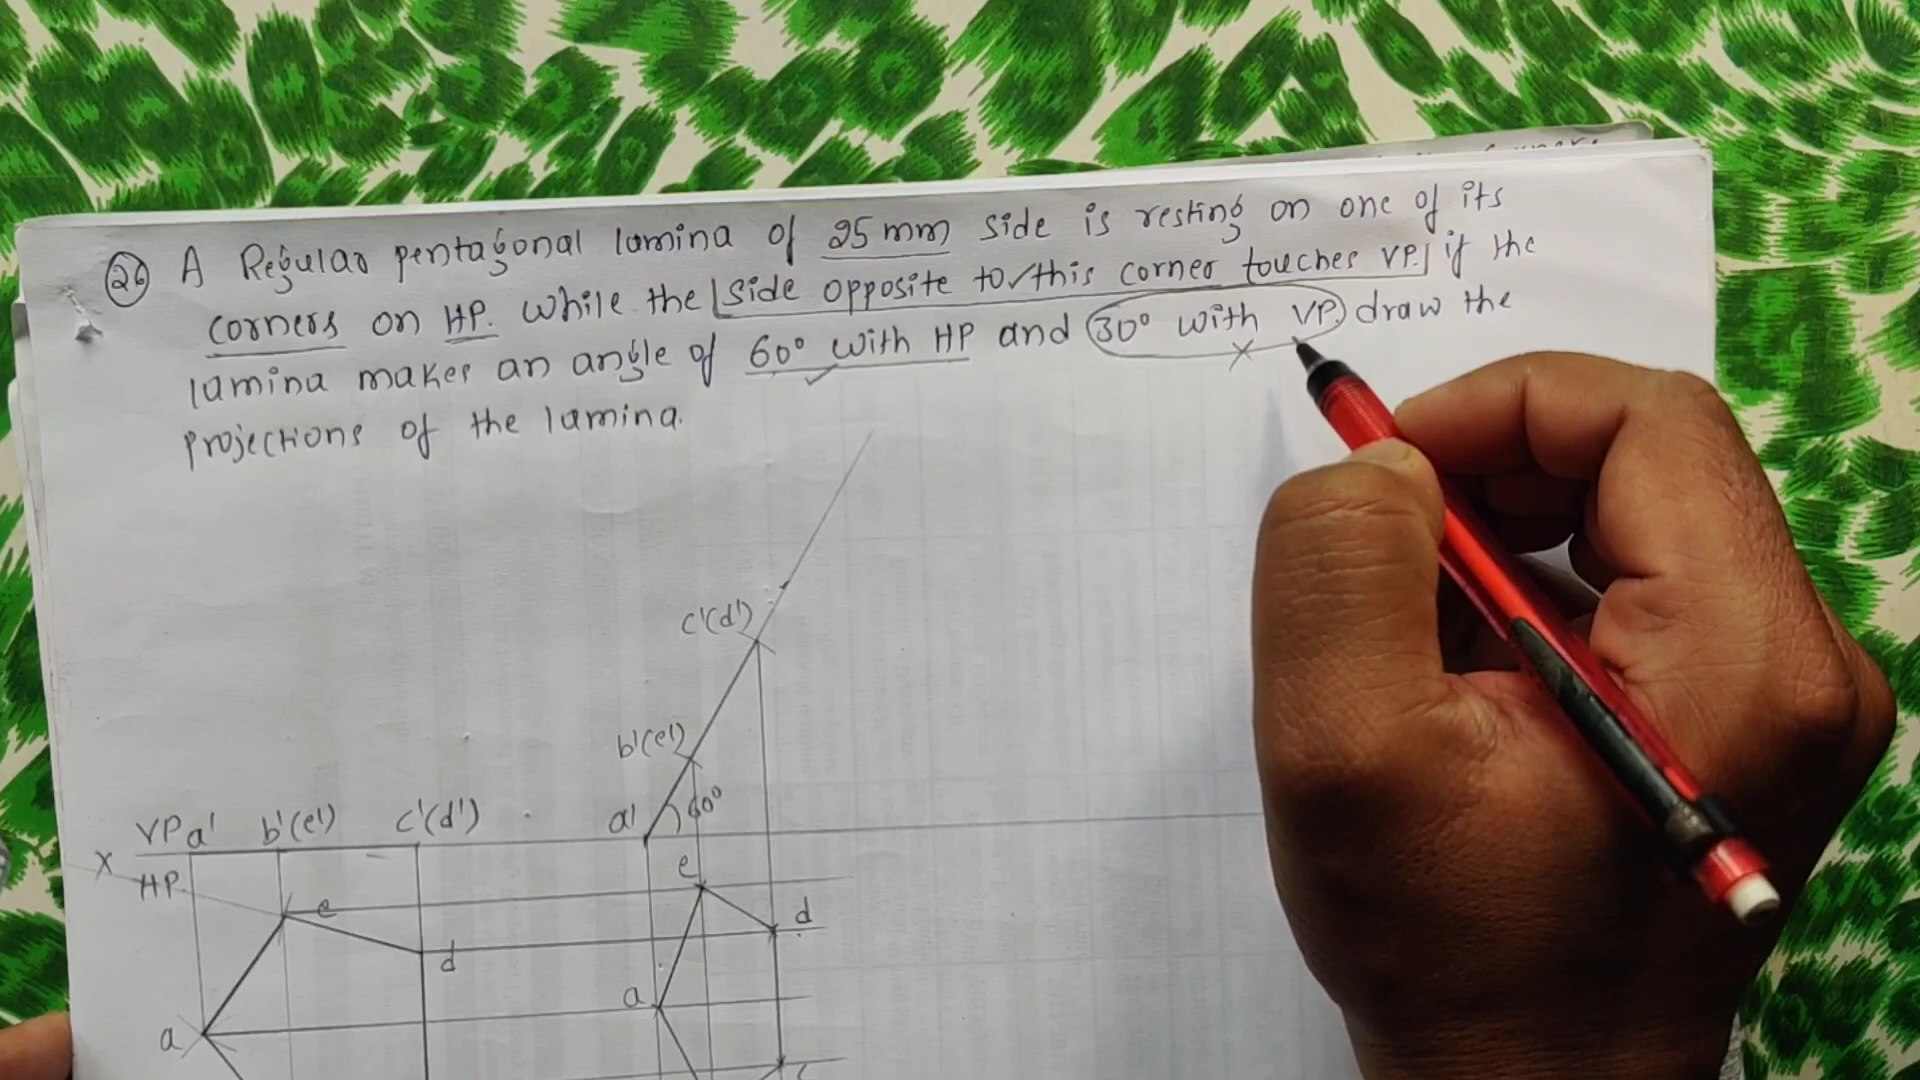 26 A Regular pentagonal lamina of 25 mm side is resting on one of its
corners on HP. while the side opposite to this corner touches VP. if the
lamina makes an angle of 60° with HP and 30° with VP. draw the
projections of the lamina.
c'(d')
b'(e')
VP a' b'(e') c'(d') a' 60°
X
HP
e e
d d
a a
c